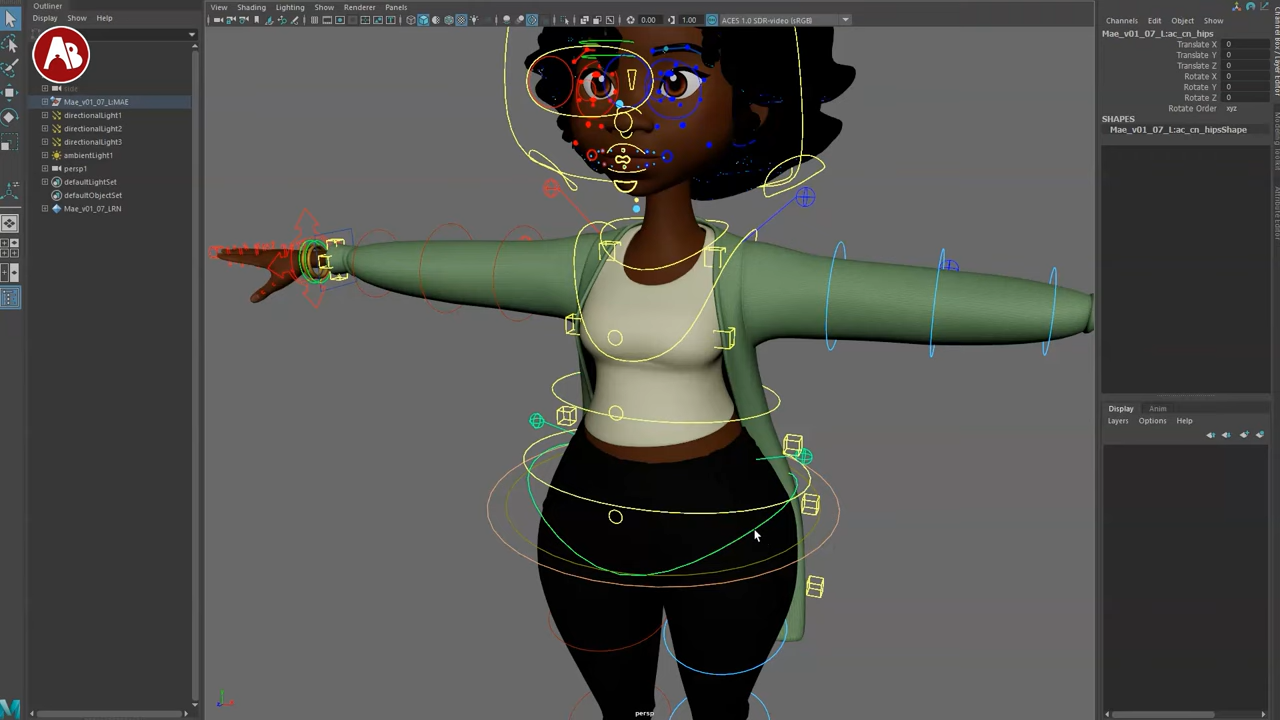 Outliner
Display Show Help
AB
side
Mae_v01_07_L:MAE
directionalLight1
directionalLight2
directionalLight3
ambientLight1
persp1
defaultLightSet
defaultObjectSet
Mae_v01_07_LRN
View Shading Lighting Show Renderer Panels
0.00 1.00 ACES 1.0 SDR-video (sRGB)
persp
Channels Edit Object Show
Mae_v01_07_L:ac_cn_hips
Translate X 0
Translate Y 0
Translate Z 0
Rotate X 0
Rotate Y 0
Rotate Z 0
Rotate Order xyz
SHAPES
Mae_v01_07_L:ac_cn_hipsShape
Display Anim
Layers Options Help